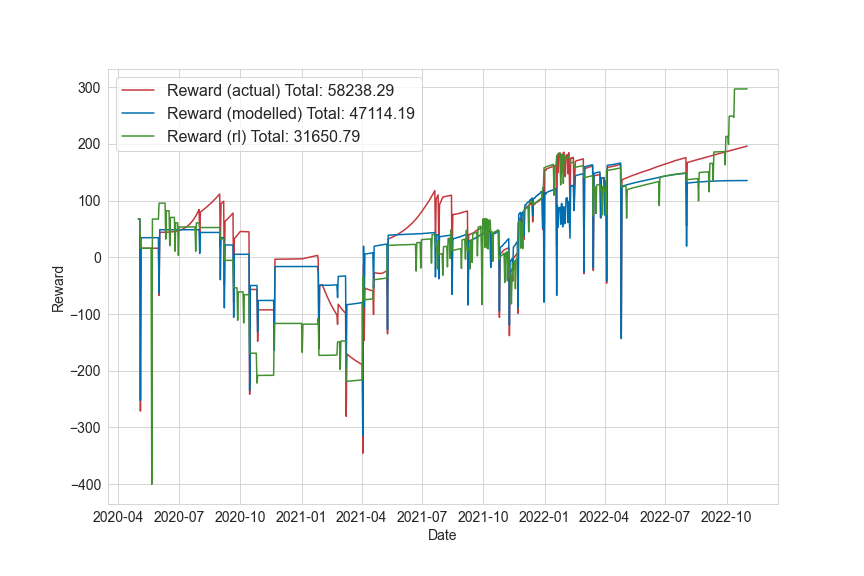 Reward (actual) Total: 58238.29
Reward (modelled) Total: 47114.19
Reward (rl) Total: 31650.79
300
200
100
0
−100
−200
−300
−400
Reward
2020-04 2020-07 2020-10 2021-01 2021-04 2021-07 2021-10 2022-01 2022-04 2022-07 2022-10
Date